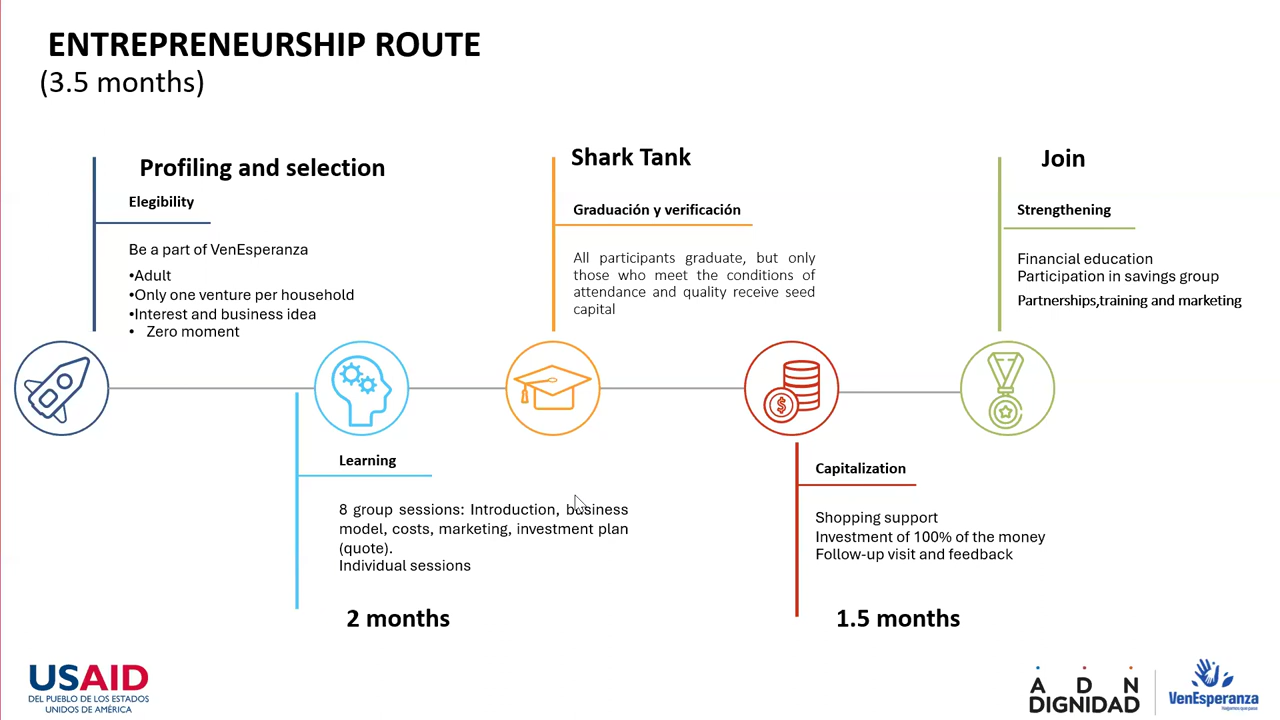 ENTREPRENEURSHIP ROUTE
(3.5 months)
Profiling and selection
Elegibility
Be a part of VenEsperanza
•Adult
•Only one venture per household
•Interest and business idea
• Zero moment
Shark Tank
Graduación y verificación
All participants graduate, but only
those who meet the conditions of
attendance and quality receive seed
capital
Join
Strengthening
Financial education
Participation in savings group
Partnerships,training and marketing
$
Learning
8 group sessions: Introduction, business
model, costs, marketing, investment plan
(quote).
Individual sessions
2 months
Capitalization
Shopping support
Investment of 100% of the money
Follow-up visit and feedback
1.5 months
USAID
DEL PUEBLO DE LOS ESTADOS
UNIDOS DE AMÉRICA
ADN
DIGNIDAD
VenEsperanza